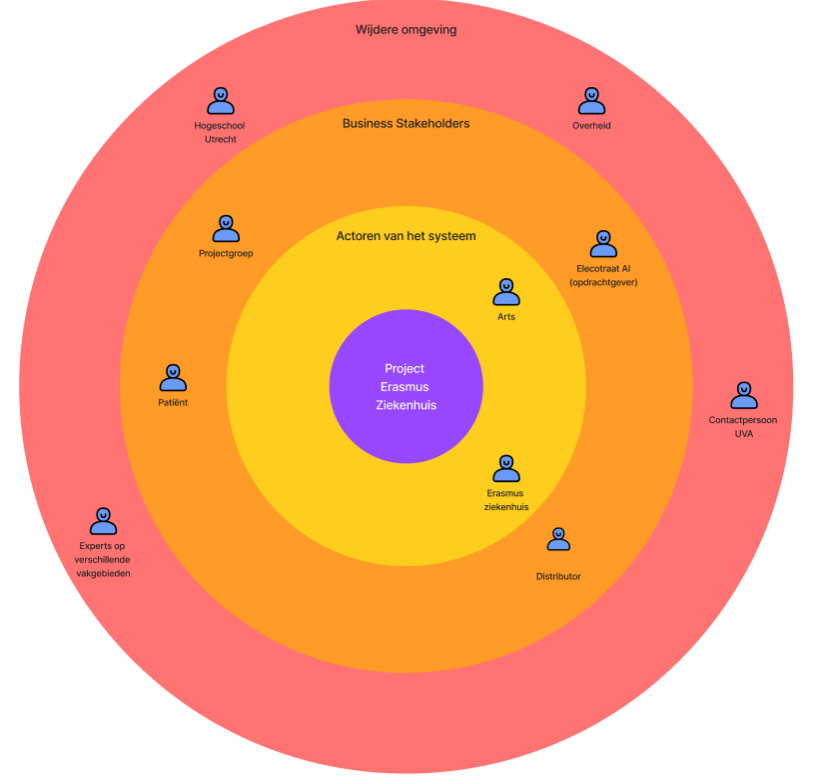 Wijdere omgeving
Hogeschool
Utrecht
Overheid
Business Stakeholders
Projectgroep
Elecotraat AI
(opdrachtgever)
Actoren van het systeem
Arts
Project
Erasmus
Ziekenhuis
Patiënt
Contactpersoon
UVA
Erasmus
ziekenhuis
Experts op
verschillende
vakgebieden
Distributor